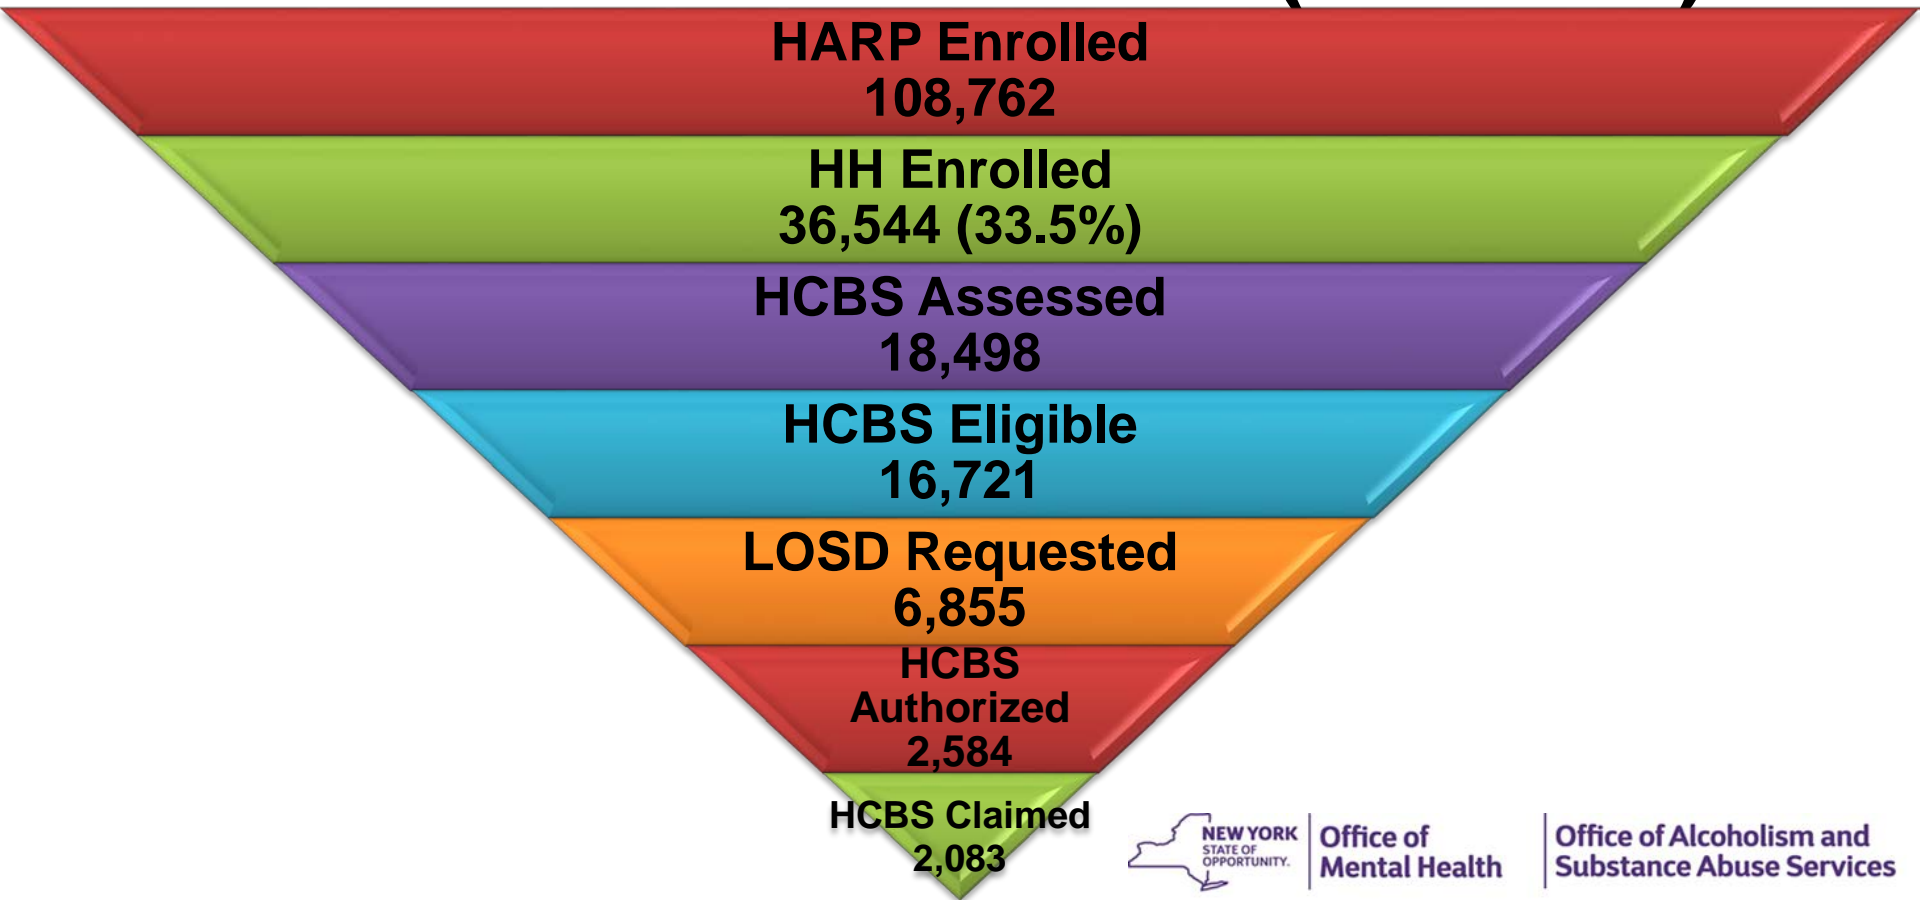 HARP Enrolled
108,762
HH Enrolled
36,544 (33.5%)
HCBS Assessed
18,498
HCBS Eligible
16,721
LOSD Requested
6,855
HCBS
Authorized
2,584
HCBS Claimed
2,083
NEW YORK
STATE OF
OPPORTUNITY.
Office of
Mental Health
Office of Alcoholism and
Substance Abuse Services